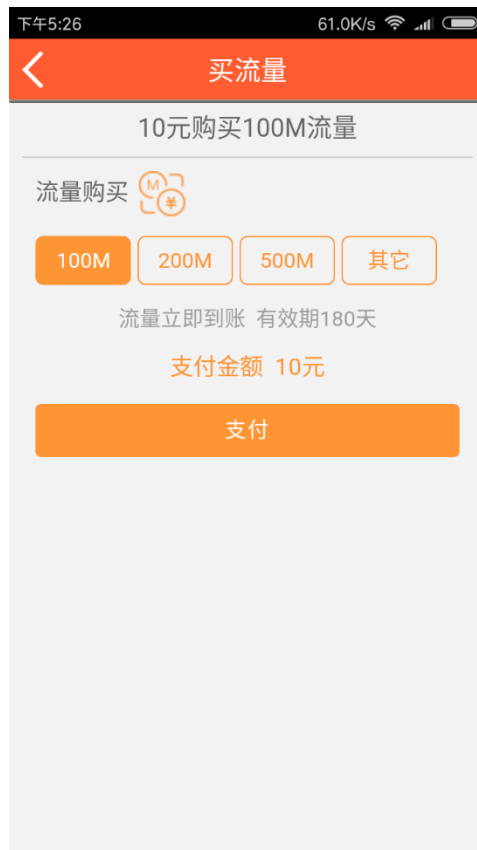 下午5:26 61.0K/s
买流量
10元购买100M流量
流量购买 M ¥
100M 200M 500M 其它
流量立即到账 有效期180天
支付金额 10元
支付